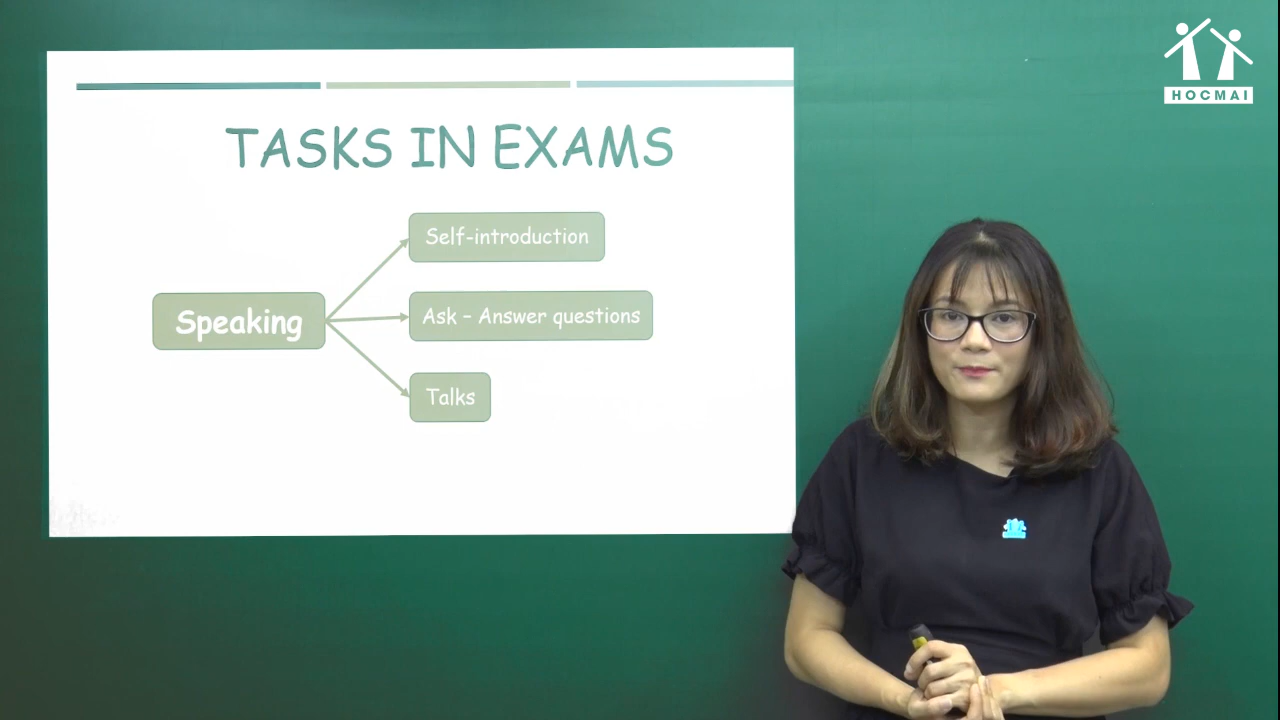 HOCMAI
TASKS IN EXAMS
Self-introduction
Speaking
Ask – Answer questions
Talks